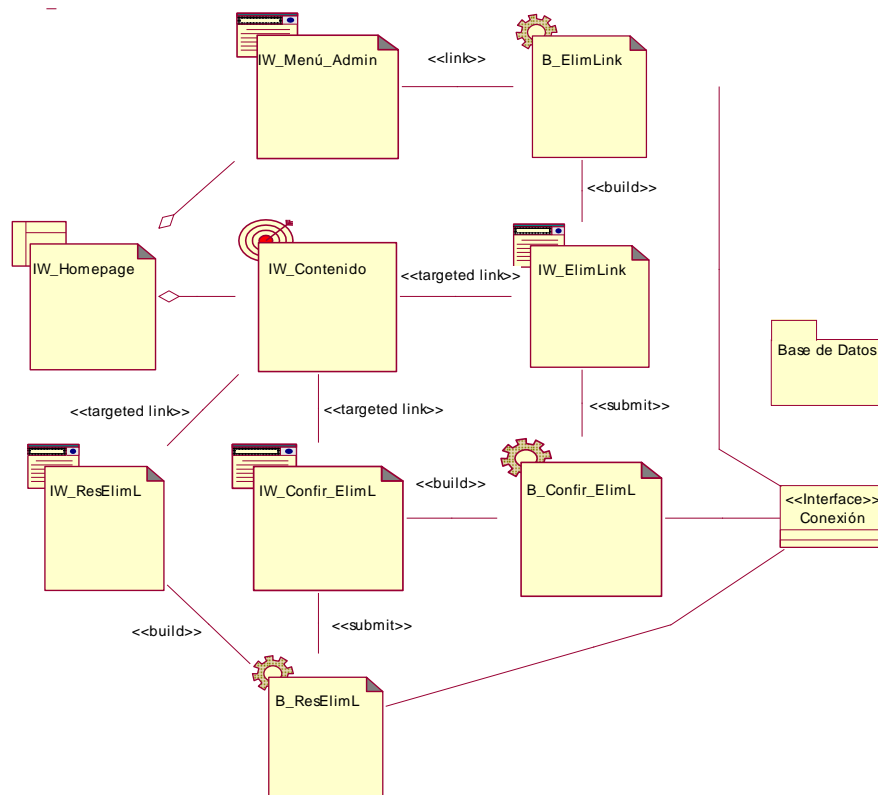 IW_Menú_Admin
<<link>>
B_ElimLink
<<build>>
IW_Homepage
IW_Contenido
<<targeted link>>
IW_ElimLink
Base de Datos
<<targeted link>>
<<targeted link>>
<<submit>>
IW_ResElimL
IW_Confir_ElimL
<<build>>
B_Confir_ElimL
<<Interface>>
Conexión
<<build>>
<<submit>>
B_ResElimL